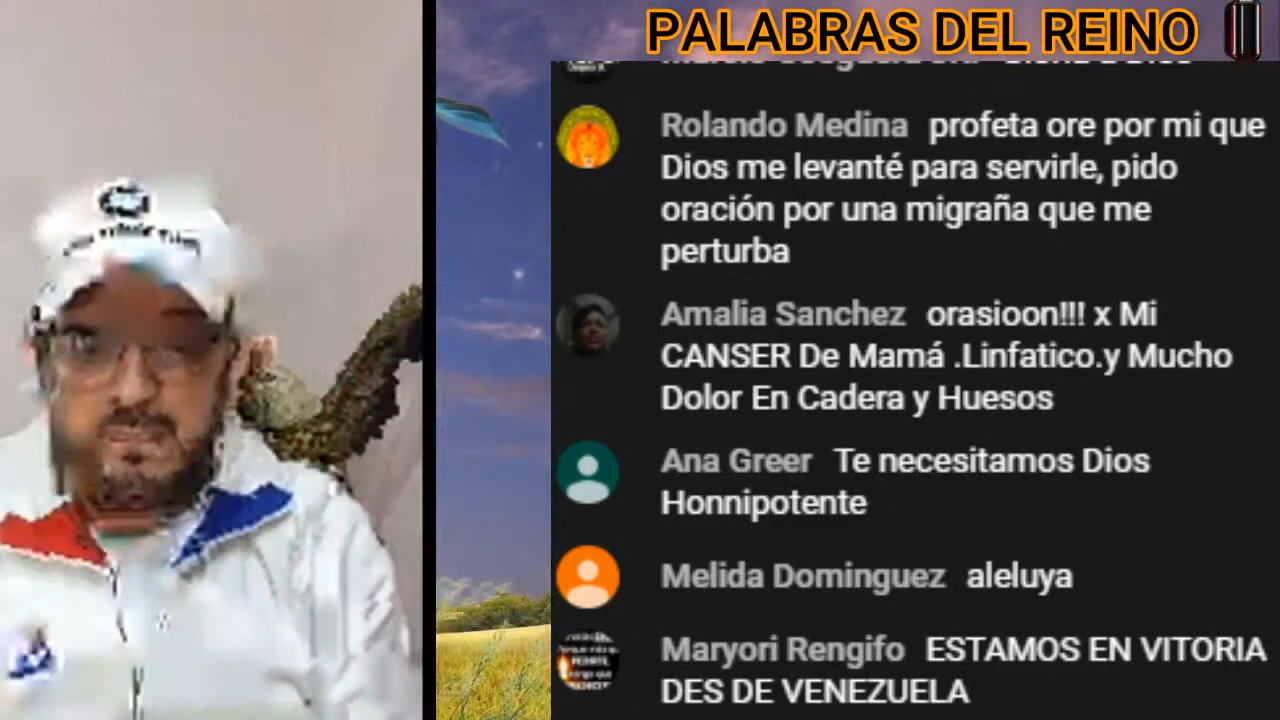 PALABRAS DEL REINO
Rolando Medina profeta ore por mi que
Dios me levanté para servirle, pido
oración por una migraña que me
perturba
Amalia Sanchez orasioon!!! x Mi
CANSER De Mamá .Linfatico.y Mucho
Dolor En Cadera y Huesos
Ana Greer Te necesitamos Dios
Honnipotente
Melida Dominguez aleluya
Maryori Rengifo ESTAMOS EN VITORIA
DES DE VENEZUELA